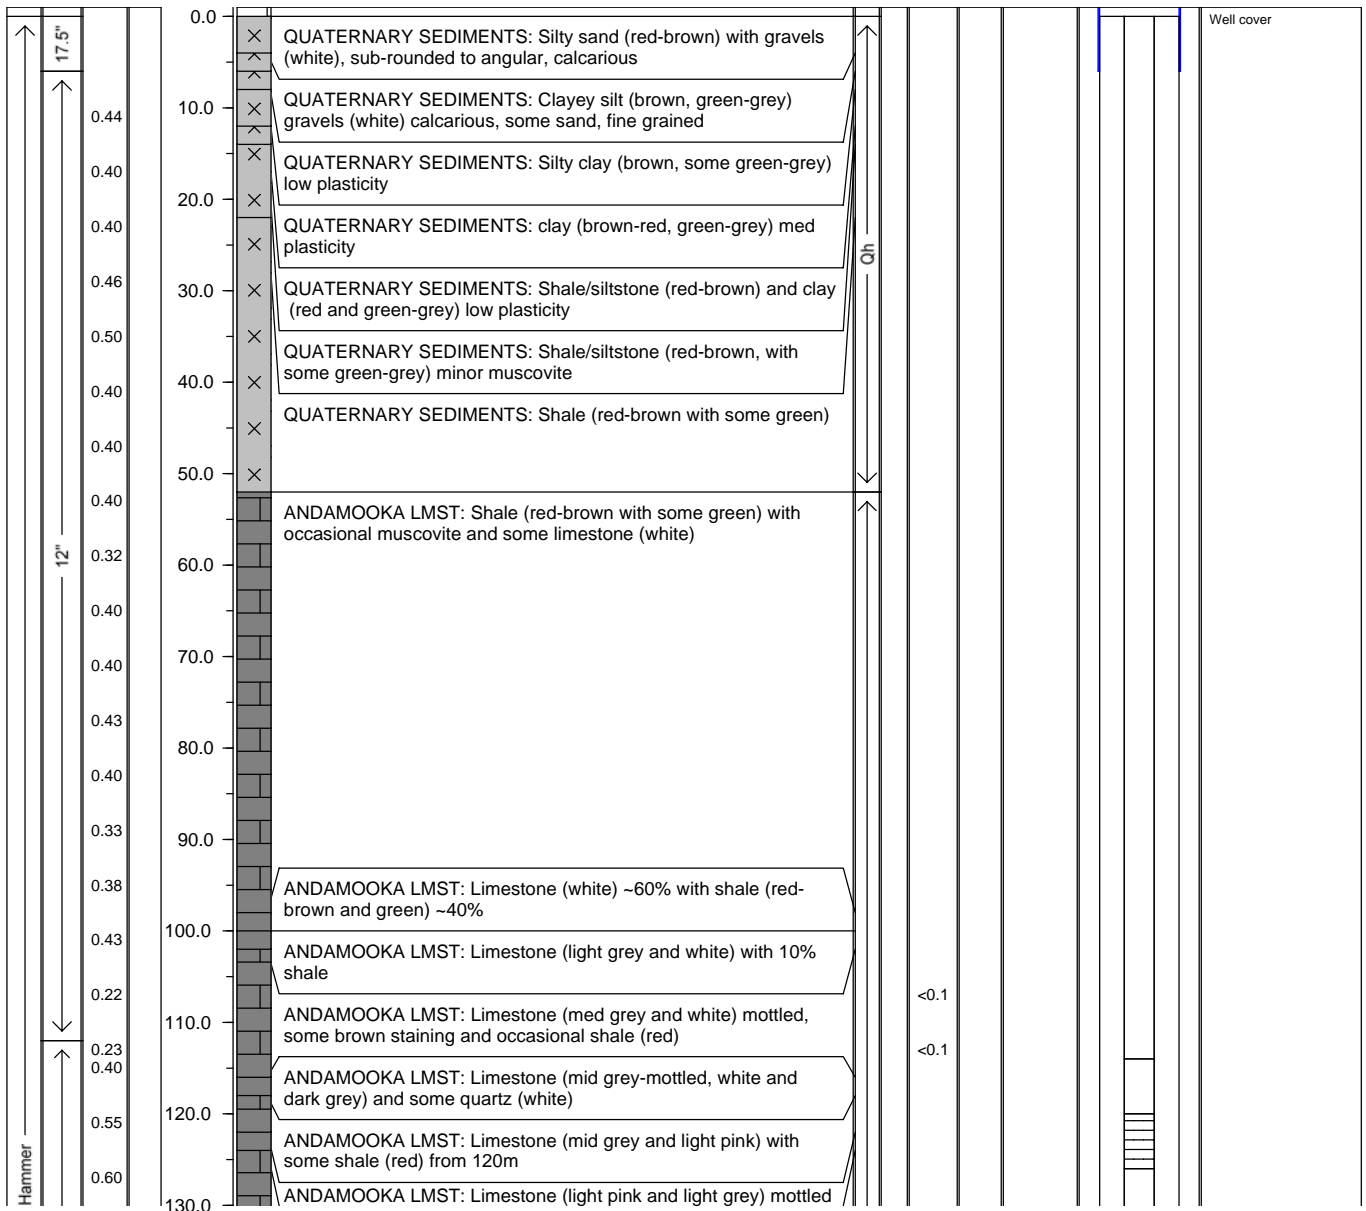 0.0
Well cover
17.5"
QUATERNARY SEDIMENTS: Silty sand (red-brown) with gravels
(white), sub-rounded to angular, calcarious
10.0
0.44
QUATERNARY SEDIMENTS: Clayey silt (brown, green-grey)
gravels (white) calcarious, some sand, fine grained
0.40
QUATERNARY SEDIMENTS: Silty clay (brown, some green-grey)
low plasticity
20.0
0.40
QUATERNARY SEDIMENTS: clay (brown-red, green-grey) med
plasticity
Qh
0.46
30.0
QUATERNARY SEDIMENTS: Shale/siltstone (red-brown) and clay
(red and green-grey) low plasticity
0.50
QUATERNARY SEDIMENTS: Shale/siltstone (red-brown, with
some green-grey) minor muscovite
40.0
0.40
QUATERNARY SEDIMENTS: Shale (red-brown with some green)
0.40
50.0
0.40
ANDAMOOKA LMST: Shale (red-brown with some green) with
occasional muscovite and some limestone (white)
12"
0.32
60.0
0.40
70.0
0.40
0.43
80.0
0.40
0.33
90.0
0.38
ANDAMOOKA LMST: Limestone (white) ~60% with shale (red-
brown and green) ~40%
100.0
0.43
ANDAMOOKA LMST: Limestone (light grey and white) with 10%
shale
0.22
<0.1
110.0
ANDAMOOKA LMST: Limestone (med grey and white) mottled,
some brown staining and occasional shale (red)
0.23
<0.1
0.40
ANDAMOOKA LMST: Limestone (mid grey-mottled, white and
dark grey) and some quartz (white)
120.0
0.55
ANDAMOOKA LMST: Limestone (mid grey and light pink) with
some shale (red) from 120m
Hammer
0.60
130.0
ANDAMOOKA LMST: Limestone (light pink and light grey) mottled